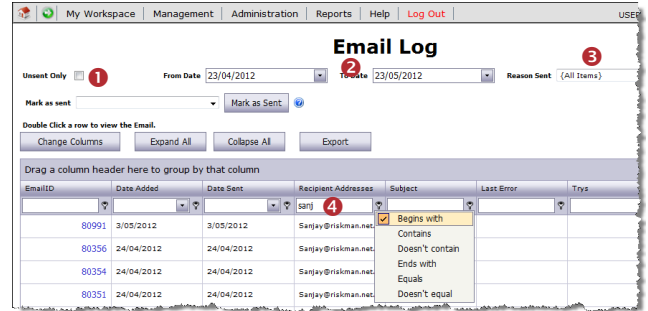 My Workspace | Management | Administration | Reports | Help | Log Out | USER
Email Log
Unsent Only 1 From Date 23/04/2012 2 To Date 23/05/2012 3 Reason Sent {All Items}
Mark as sent Mark as Sent
Double Click a row to view the Email.
Change Columns Expand All Collapse All Export
Drag a column header here to group by that column
EmailID Date Added Date Sent Recipient Addresses Subject Last Error Trys
sanj 4
Begins with
80991 3/05/2012 3/05/2012 Sanjay@riskman.net.
Contains
Doesn't contain
80356 24/04/2012 24/04/2012 Sanjay@riskman.net.
Ends with
80354 24/04/2012 24/04/2012 Sanjay@riskman.net.
Equals
Doesn't equal
80351 24/04/2012 24/04/2012 Sanjay@riskman.net.